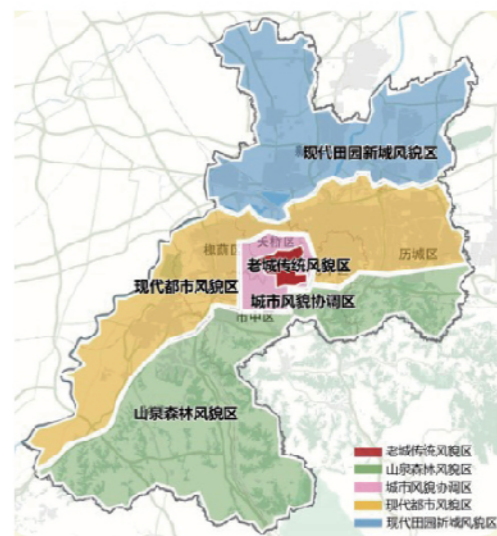 现代田园新城风貌区
天桥区
槐荫区
历城区
老城传统风貌区
现代都市风貌区
城市风貌协调区
市中区
山泉森林风貌区
老城传统风貌区
山泉森林风貌区
城市风貌协调区
现代都市风貌区
现代田园新城风貌区